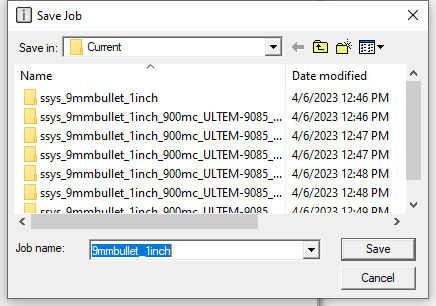 Save Job
Save in: Current
Name Date modified
ssys_9mmbullet_1inch 4/6/2023 12:46 PM
ssys_9mmbullet_1inch_900mc_ULTEM-9085_... 4/6/2023 12:46 PM
ssys_9mmbullet_1inch_900mc_ULTEM-9085_... 4/6/2023 12:47 PM
ssys_9mmbullet_1inch_900mc_ULTEM-9085_... 4/6/2023 12:47 PM
ssys_9mmbullet_1inch_900mc_ULTEM-9085_... 4/6/2023 12:48 PM
ssys_9mmbullet_1inch_900mc_ULTEM-9085_... 4/6/2023 12:48 PM
ssys_9mmbullet_1inch_900mc_ULTEM-9085_... 4/6/2023 12:49 PM
Job name: 9mmbullet_1inch Save
Cancel